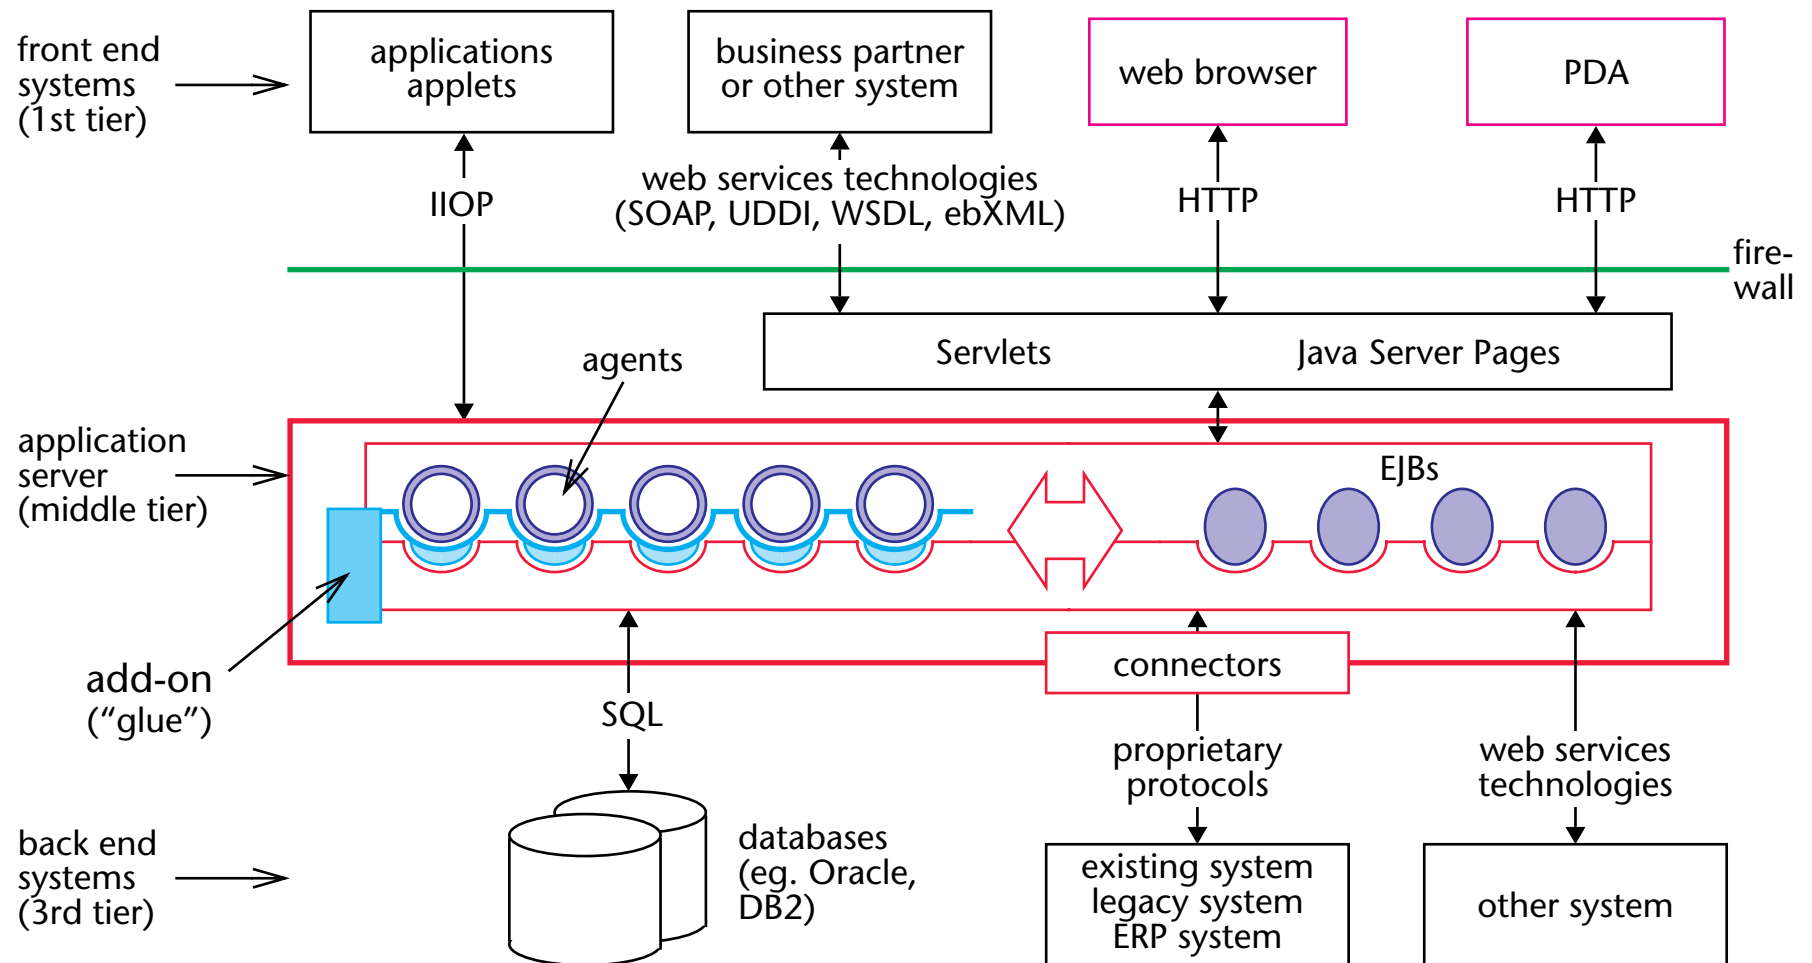 front end
systems
(1st tier)
applications
applets
business partner
or other system
web browser
PDA
IIOP
web services technologies
(SOAP, UDDI, WSDL, ebXML)
HTTP
HTTP
fire-
wall
Servlets
Java Server Pages
agents
application
server
(middle tier)
EJBs
add-on
(“glue”)
connectors
SQL
proprietary
protocols
web services
technologies
back end
systems
(3rd tier)
databases
(eg. Oracle,
DB2)
existing system
legacy system
ERP system
other system